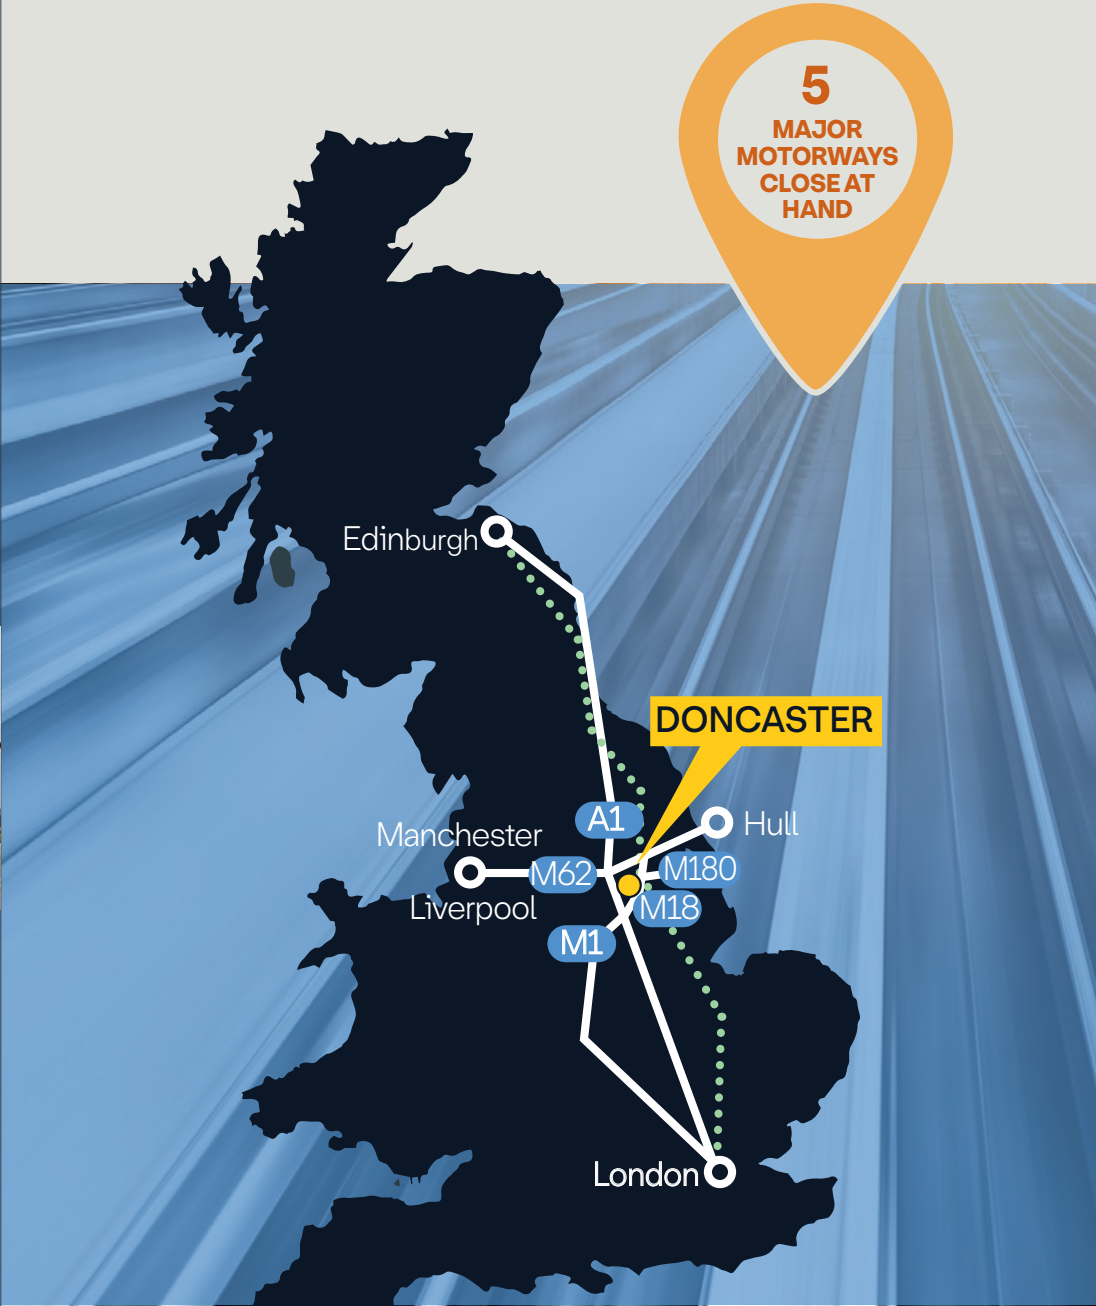 5
MAJOR
MOTORWAYS
CLOSE AT
HAND
Edinburgh
DONCASTER
A1
Hull
Manchester
M62
M180
Liverpool
M18
M1
London